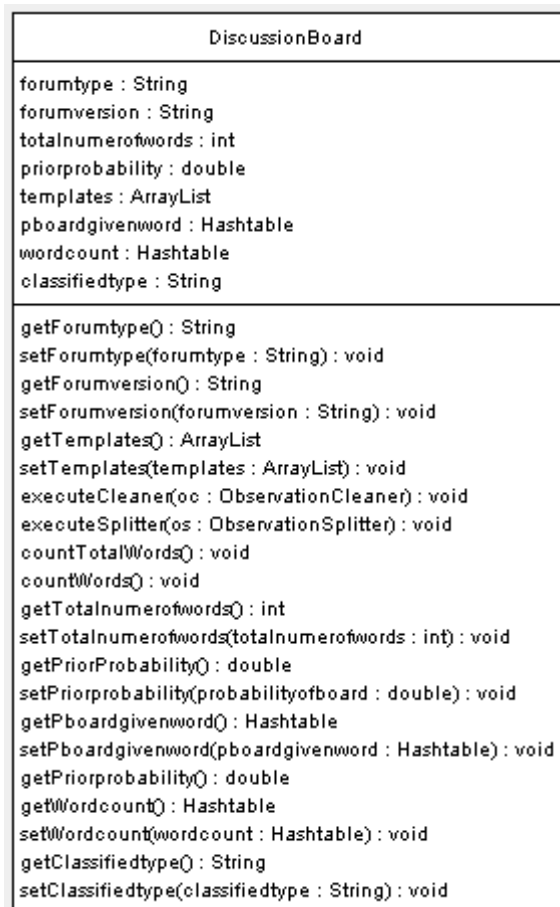 DiscussionBoard
forumtype : String
forumversion : String
totalnumerofwords : int
priorprobability : double
templates : ArrayList
pboardgivenword : Hashtable
wordcount : Hashtable
classifiedtype : String
getForumtype() : String
setForumtype(forumtype : String) : void
getForumversion() : String
setForumversion(forumversion : String) : void
getTemplates() : ArrayList
setTemplates(templates : ArrayList) : void
executeCleaner(oc : ObservationCleaner) : void
executeSplitter(os : ObservationSplitter) : void
countTotalWords() : void
countWords() : void
getTotalnumerofwords() : int
setTotalnumerofwords(totalnumerofwords : int) : void
getPriorProbability() : double
setPriorprobability(probabilityofboard : double) : void
getPboardgivenword() : Hashtable
setPboardgivenword(pboardgivenword : Hashtable) : void
getPriorprobability() : double
getWordcount() : Hashtable
setWordcount(wordcount : Hashtable) : void
getClassifiedtype() : String
setClassifiedtype(classifiedtype : String) : void